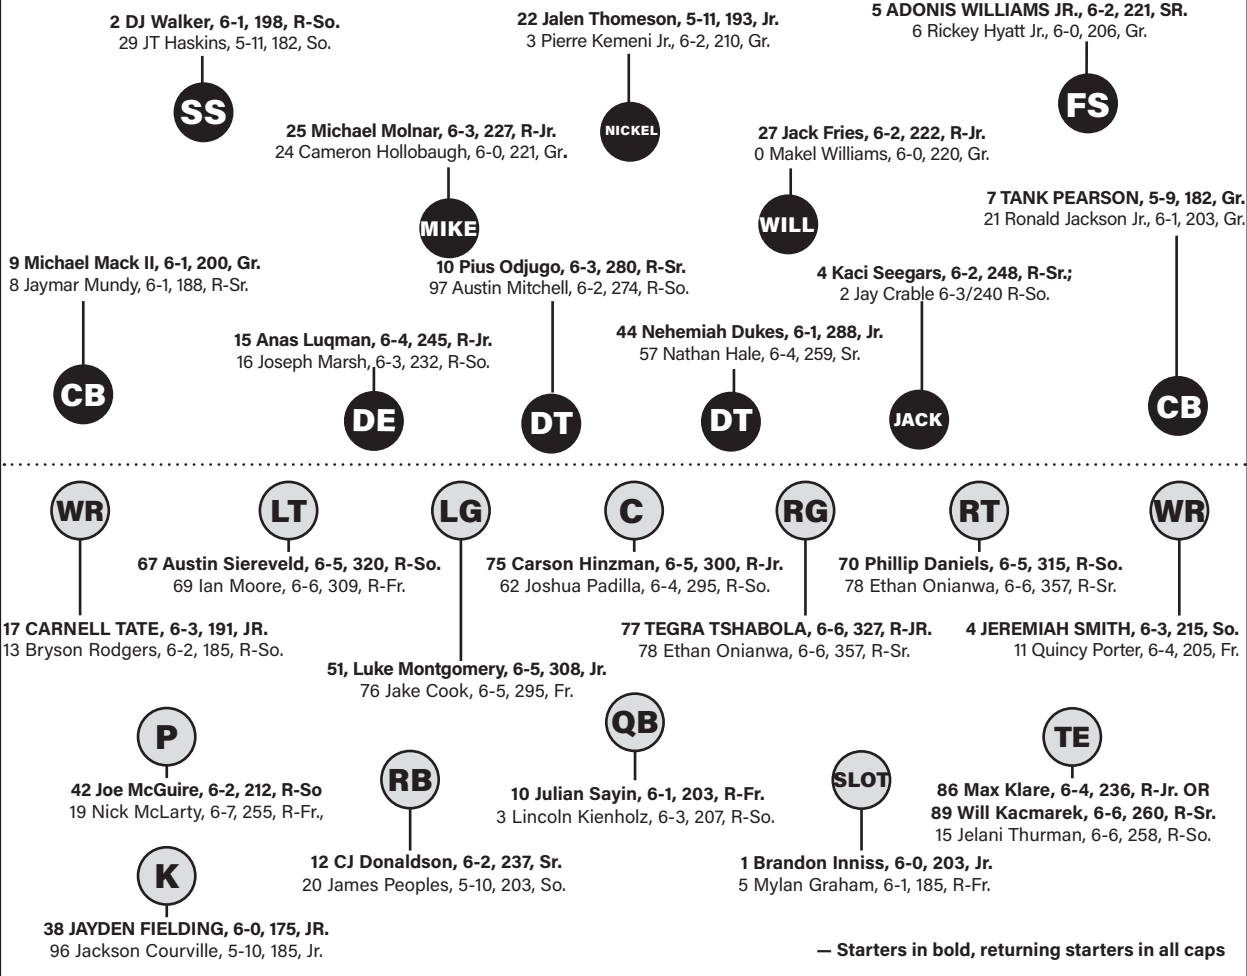 2 DJ Walker, 6-1, 198, R-So.
29 JT Haskins, 5-11, 182, So.
SS
22 Jalen Thomeson, 5-11, 193, Jr.
3 Pierre Kemeni Jr., 6-2, 210, Gr.
NICKEL
5 ADONIS WILLIAMS JR., 6-2, 221, SR.
6 Rickey Hyatt Jr., 6-0, 206, Gr.
FS
25 Michael Molnar, 6-3, 227, R-Jr.
24 Cameron Hollobaugh, 6-0, 221, Gr.
MIKE
27 Jack Fries, 6-2, 222, R-Jr.
0 Makel Williams, 6-0, 220, Gr.
WILL
7 TANK PEARSON, 5-9, 182, Gr.
21 Ronald Jackson Jr., 6-1, 203, Gr.
CB
9 Michael Mack II, 6-1, 200, Gr.
8 Jaymar Mundy, 6-1, 188, R-Sr.
CB
10 Pius Odjugo, 6-3, 280, R-Sr.
97 Austin Mitchell, 6-2, 274, R-So.
DT
4 Kaci Seegars, 6-2, 248, R-Sr.;
2 Jay Crable 6-3/240 R-So.
JACK
15 Anas Luqman, 6-4, 245, R-Jr.
16 Joseph Marsh, 6-3, 232, R-So.
DE
44 Nehemiah Dukes, 6-1, 288, Jr.
57 Nathan Hale, 6-4, 259, Sr.
DT
WR
17 CARNELL TATE, 6-3, 191, JR.
13 Bryson Rodgers, 6-2, 185, R-So.
LT
67 Austin Siereveld, 6-5, 320, R-So.
69 Ian Moore, 6-6, 309, R-Fr.
LG
51, Luke Montgomery, 6-5, 308, Jr.
76 Jake Cook, 6-5, 295, Fr.
C
75 Carson Hinzman, 6-5, 300, R-Jr.
62 Joshua Padilla, 6-4, 295, R-So.
RG
77 TEGRA TSHABOLA, 6-6, 327, R-JR.
78 Ethan Onianwa, 6-6, 357, R-Sr.
RT
70 Phillip Daniels, 6-5, 315, R-So.
78 Ethan Onianwa, 6-6, 357, R-Sr.
WR
4 JEREMIAH SMITH, 6-3, 215, So.
11 Quincy Porter, 6-4, 205, Fr.
P
42 Joe McGuire, 6-2, 212, R-So
19 Nick McLarty, 6-7, 255, R-Fr.,
RB
12 CJ Donaldson, 6-2, 237, Sr.
20 James Peoples, 5-10, 203, So.
QB
10 Julian Sayin, 6-1, 203, R-Fr.
3 Lincoln Kienholz, 6-3, 207, R-So.
SLOT
1 Brandon Inniss, 6-0, 203, Jr.
5 Mylan Graham, 6-1, 185, R-Fr.
TE
86 Max Klare, 6-4, 236, R-Jr. OR
89 Will Kacmarek, 6-6, 260, R-Sr.
15 Jelani Thurman, 6-6, 258, R-So.
K
38 JAYDEN FIELDING, 6-0, 175, JR.
96 Jackson Courville, 5-10, 185, Jr.
— Starters in bold, returning starters in all caps